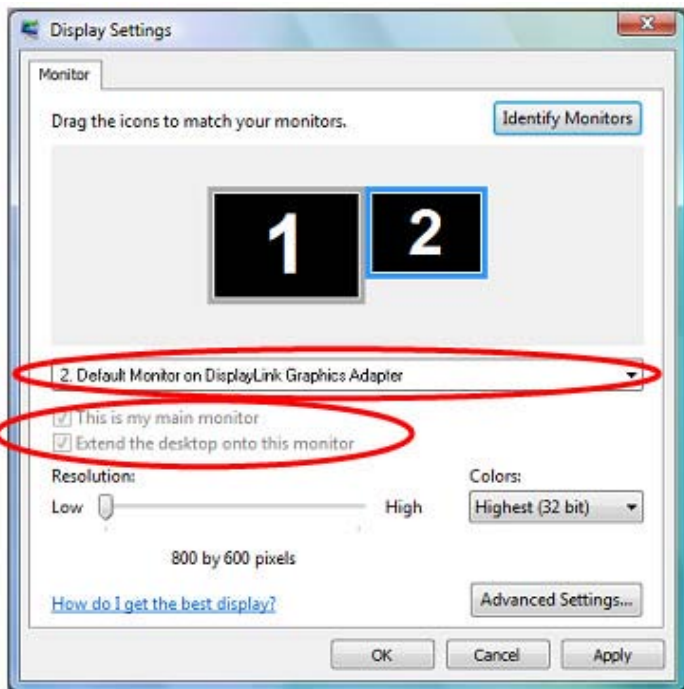 Display Settings
Monitor
Drag the icons to match your monitors.
Identify Monitors
1
2
2. Default Monitor on DisplayLink Graphics Adapter
This is my main monitor
Extend the desktop onto this monitor
Resolution:
Colors:
Low
High
Highest (32 bit)
800 by 600 pixels
How do I get the best display?
Advanced Settings...
OK
Cancel
Apply